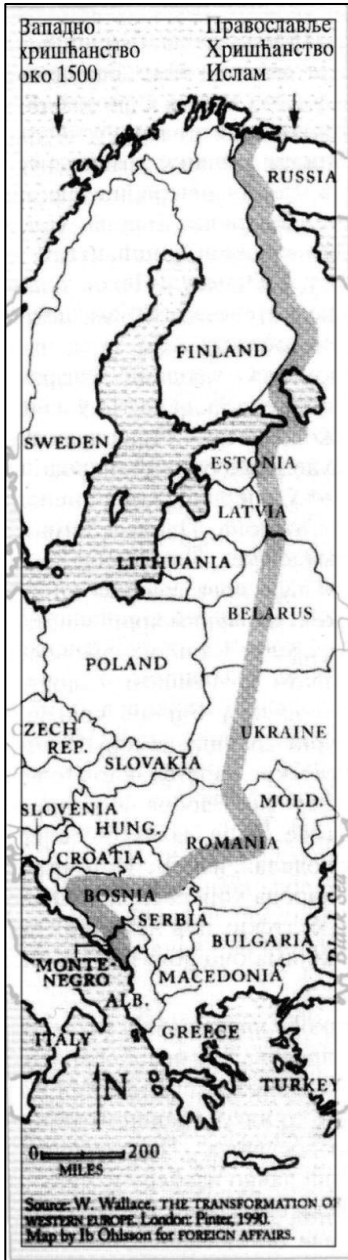 Западно
хришћанство
око 1500
Православље
Хришћанство
Ислам
RUSSIA
FINLAND
SWEDEN
ESTONIA
LATVIA
LITHUANIA
BELARUS
POLAND
CZECH
REP.
UKRAINE
SLOVAKIA
SLOVENIA
HUNG.
MOLD.
ROMANIA
CROATIA
BOSNIA
SERBIA
BULGARIA
Black Sea
MONTE-
NEGRO
MACEDONIA
ALB.
ITALY
GREECE
TURKEY
N
0 200
MILES
Source: W. Wallace, THE TRANSFORMATION OF
WESTERN EUROPE. London: Pinter, 1990.
Map by Ib Ohlsson for FOREIGN AFFAIRS.